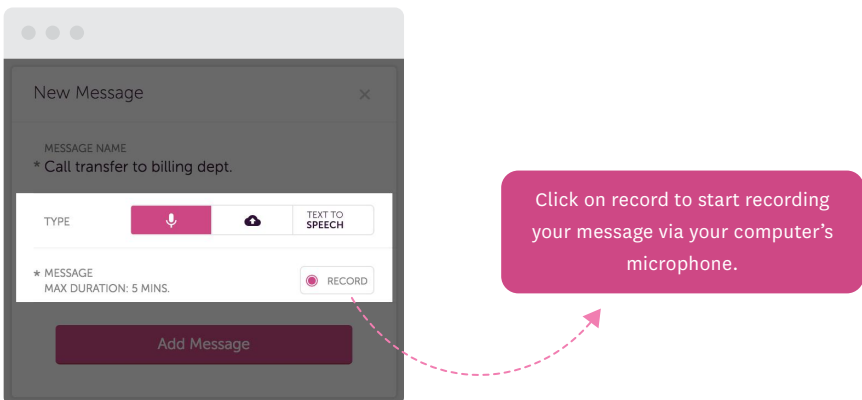 New Message
MESSAGE NAME
* Call transfer to billing dept.
TYPE
TEXT TO
SPEECH
* MESSAGE
MAX DURATION: 5 MINS.
RECORD
Add Message
Click on record to start recording
your message via your computer’s
microphone.